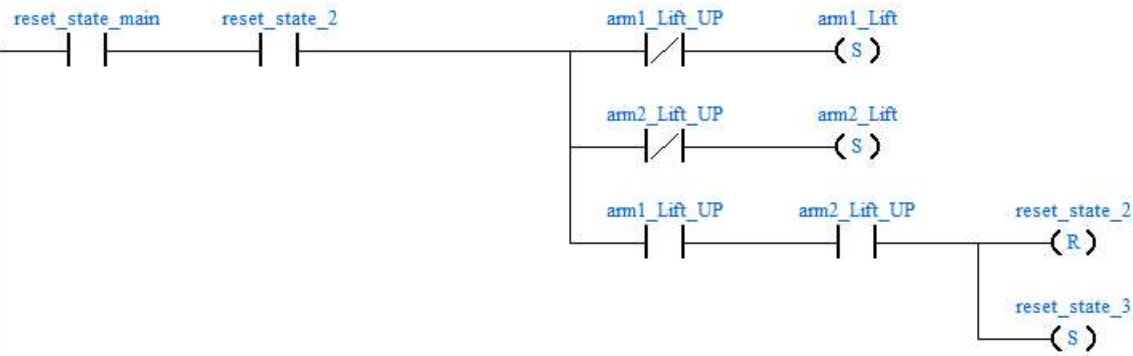 reset_state_main reset_state_2 arm1_Lift_UP arm1_Lift
S
arm2_Lift_UP arm2_Lift
S
arm1_Lift_UP arm2_Lift_UP reset_state_2
R
reset_state_3
S